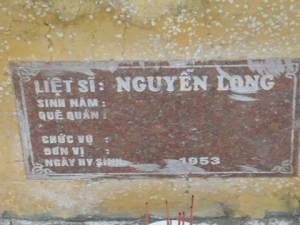 LIỆT SĨ: NGUYỄN LONG
SINH NĂM :
QUÊ QUÁN :
CHỨC VỤ :
ĐƠN VỊ :
NGÀY HY SINH 1953